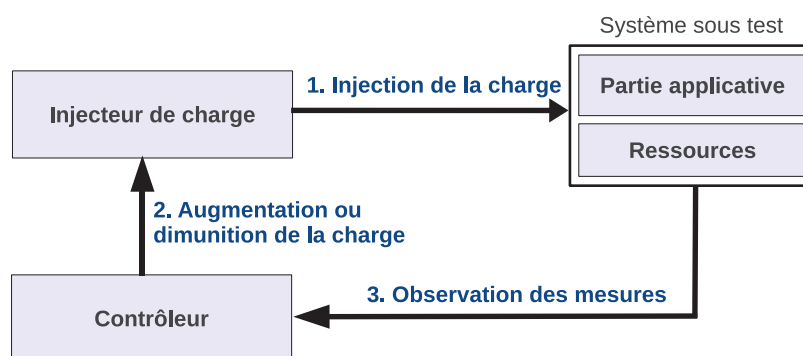 Système sous test
1. Injection de la charge
Partie applicative
Injecteur de charge
Ressources
2. Augmentation ou
dimunition de la charge
3. Observation des mesures
Contrôleur